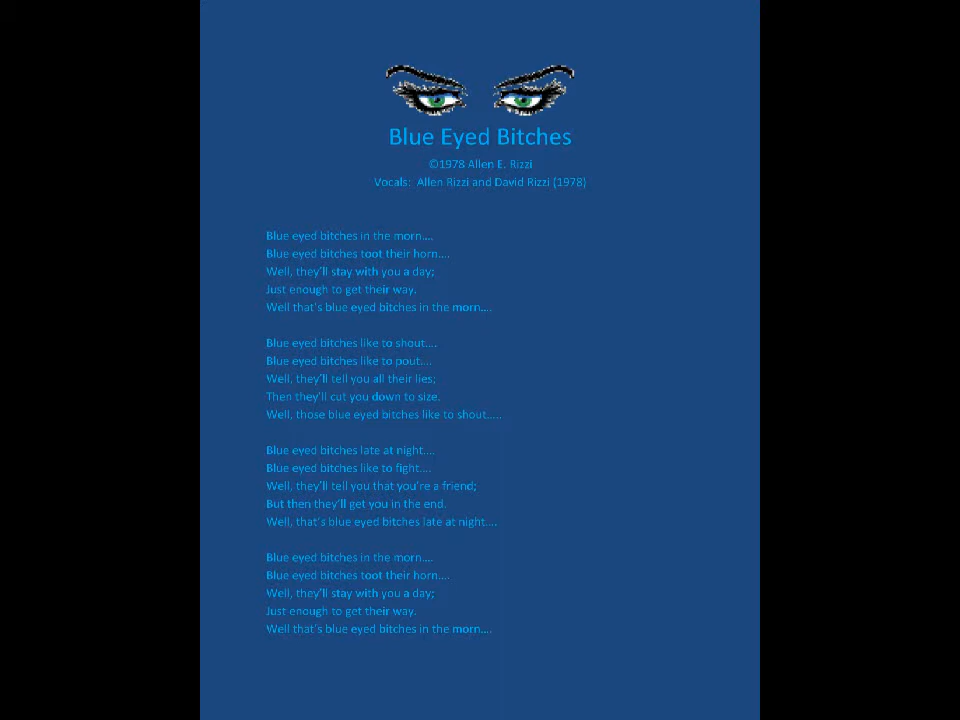 Blue Eyed Bitches
©1978 Allen E. Rizzi
Vocals:  Allen Rizzi and David Rizzi (1978)
Blue eyed bitches in the morn….
Blue eyed bitches toot their horn….
Well, they’ll stay with you a day;
Just enough to get their way.
Well that’s blue eyed bitches in the morn….
Blue eyed bitches like to shout….
Blue eyed bitches like to pout….
Well, they’ll tell you all their lies;
Then they’ll cut you down to size.
Well, those blue eyed bitches like to shout…..
Blue eyed bitches late at night….
Blue eyed bitches like to fight….
Well, they’ll tell you that you’re a friend;
But then they’ll get you in the end.
Well, that’s blue eyed bitches late at night….
Blue eyed bitches in the morn….
Blue eyed bitches toot their horn….
Well, they’ll stay with you a day;
Just enough to get their way.
Well that’s blue eyed bitches in the morn….